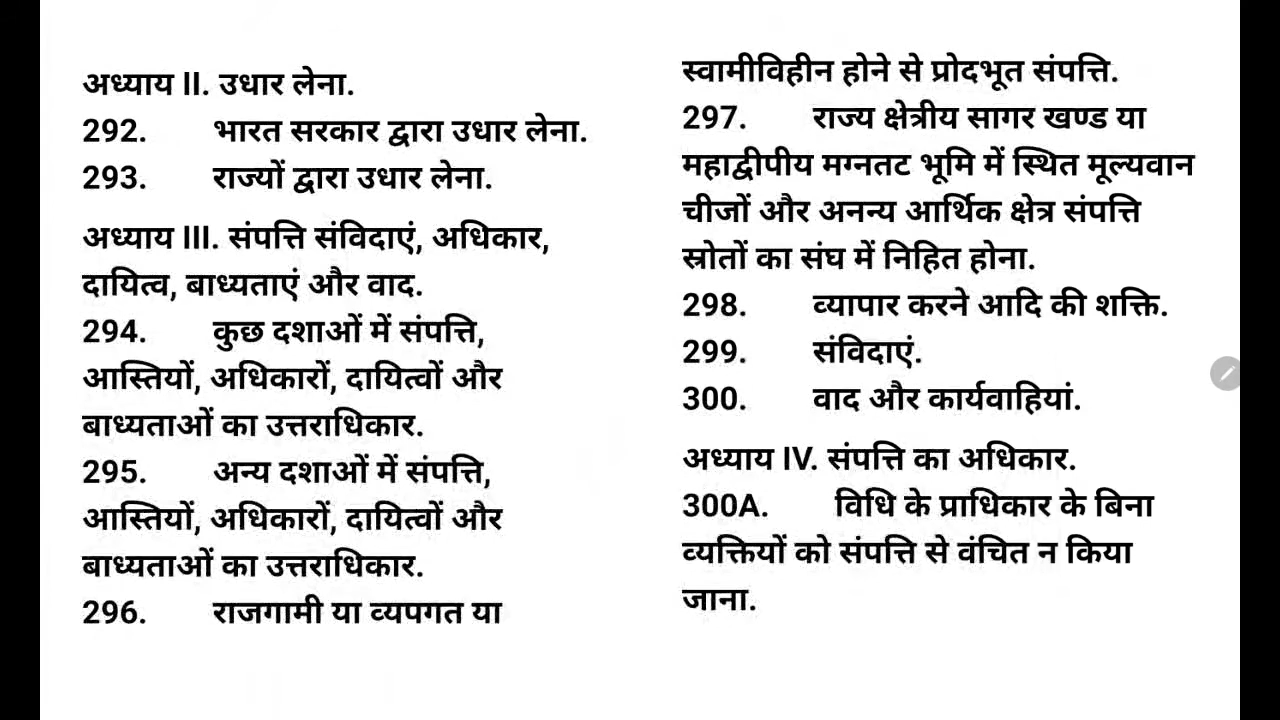 अध्याय II. उधार लेना.
292. भारत सरकार द्वारा उधार लेना.
293. राज्यों द्वारा उधार लेना.
अध्याय III. संपत्ति संविदाएं, अधिकार,
दायित्व, बाध्यताएं और वाद.
294. कुछ दशाओं में संपत्ति,
आस्तियों, अधिकारों, दायित्वों और
बाध्यताओं का उत्तराधिकार.
295. अन्य दशाओं में संपत्ति,
आस्तियों, अधिकारों, दायित्वों और
बाध्यताओं का उत्तराधिकार.
296. राजगामी या व्यपगत या
स्वामीविहीन होने से प्रोदभूत संपत्ति.
297. राज्य क्षेत्रीय सागर खण्ड या
महाद्वीपीय मग्नतट भूमि में स्थित मूल्यवान
चीजों और अनन्य आर्थिक क्षेत्र संपत्ति
स्रोतों का संघ में निहित होना.
298. व्यापार करने आदि की शक्ति.
299. संविदाएं.
300. वाद और कार्यवाहियां.
अध्याय IV. संपत्ति का अधिकार.
300A. विधि के प्राधिकार के बिना
व्यक्तियों को संपत्ति से वंचित न किया
जाना.